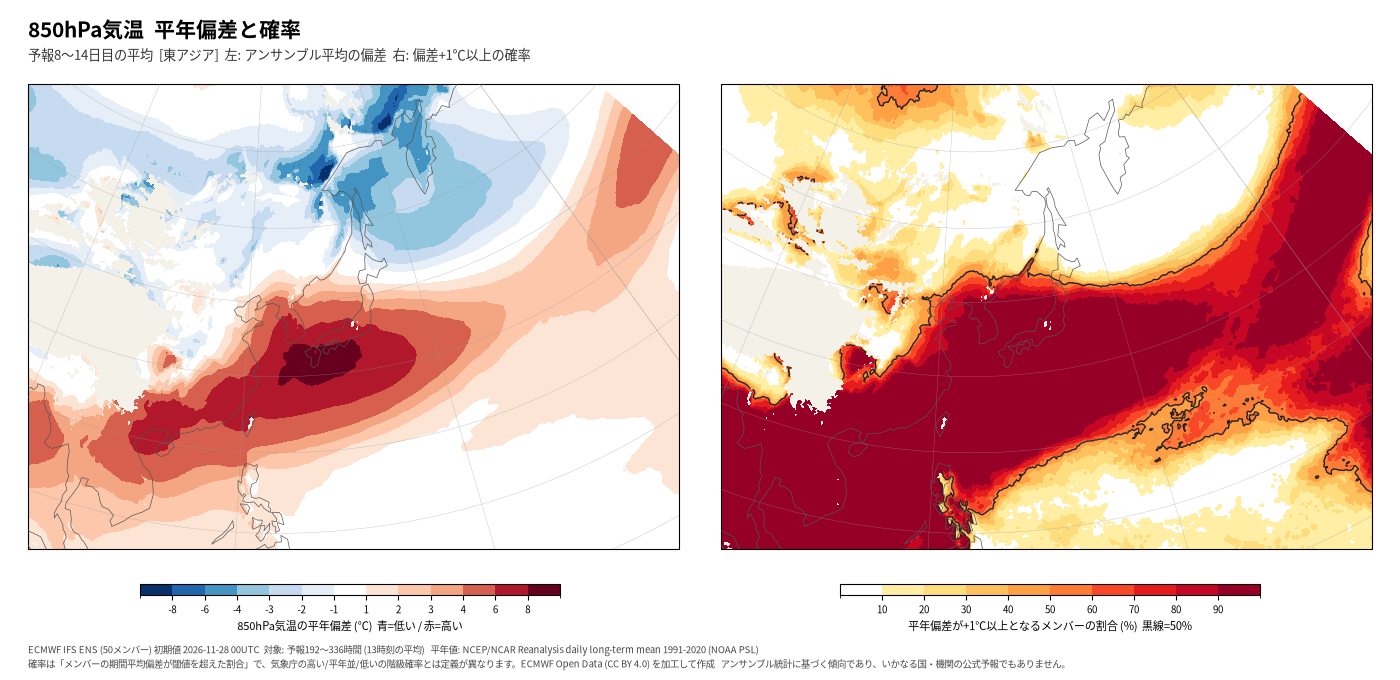 850hPa気温 平年偏差と確率
予報8〜14日目の平均 [東アジア] 左: アンサンブル平均の偏差 右: 偏差+1℃以上の確率
-8 -6 -4 -3 -2 -1 1 2 3 4 6 8
850hPa気温の平年偏差 (℃) 青=低い / 赤=高い
10 20 30 40 50 60 70 80 90
平年偏差が+1℃以上となるメンバーの割合 (%) 黒線=50%
ECMWF IFS ENS (50メンバー) 初期値 2026-11-28 00UTC 対象: 予報192〜336時間 (13時刻の平均) 平年値: NCEP/NCAR Reanalysis daily long-term mean 1991-2020 (NOAA PSL)
確率は「メンバーの期間平均偏差が閾値を超えた割合」で、気象庁の高い/平年並/低いの階級確率とは定義が異なります。ECMWF Open Data (CC BY 4.0) を加工して作成 アンサンブル統計に基づく傾向であり、いかなる国・機関の公式予報でもありません。